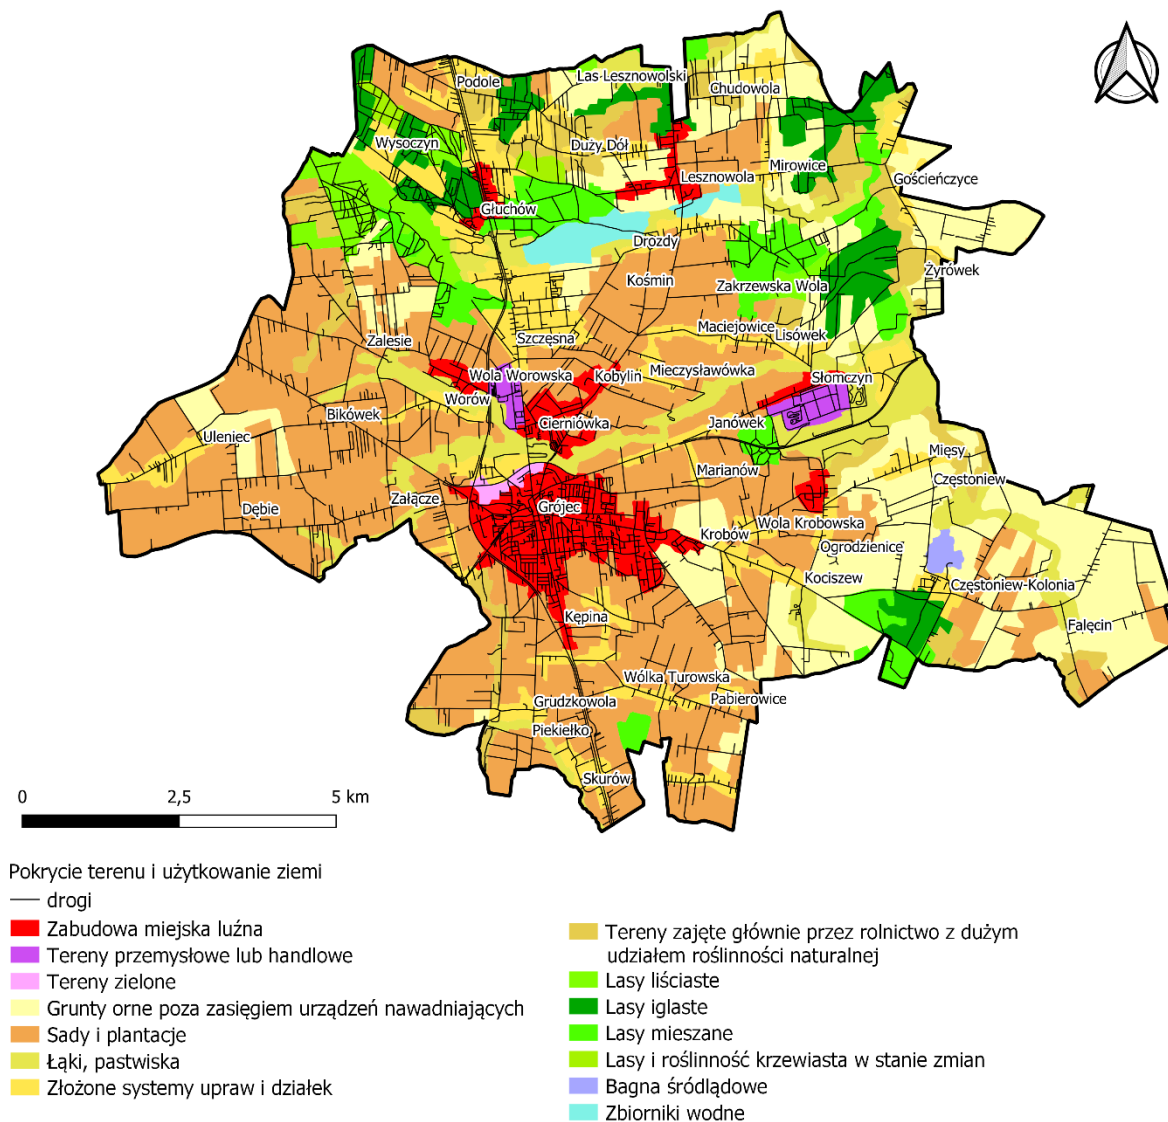 Podole
Las Lesznowolski
Chudowola
Wysoczyn
Duży Dół
Mirowice
Lesznowola
Gościeńczyce
Głuchów
Drozdy
Żyrówek
Kośmin
Zakrzewska Wola
Maciejowice
Lisówek
Szczęsna
Zalesie
Mieczysławówka
Wola Worowska
Kobylin
Słomczyn
Worów
Bikówek
Cierniówka
Janówek
Uleniec
Mięsy
Marianów
Częstoniew
Załącze
Dębie
Grójec
Wola Krobowska
Krobów
Ogrodzienice
Kociszew
Częstoniew-Kolonia
Kępina
Falęcin
Wólka Turowska
Grudzkowola
Pabierowice
Piekiełko
Skurów
0 2,5 5 km
Pokrycie terenu i użytkowanie ziemi
drogi
Zabudowa miejska luźna
Tereny przemysłowe lub handlowe
Tereny zielone
Grunty orne poza zasięgiem urządzeń nawadniających
Sady i plantacje
Łąki, pastwiska
Złożone systemy upraw i działek
Tereny zajęte głównie przez rolnictwo z dużym
udziałem roślinności naturalnej
Lasy liściaste
Lasy iglaste
Lasy mieszane
Lasy i roślinność krzewiasta w stanie zmian
Bagna śródlądowe
Zbiorniki wodne